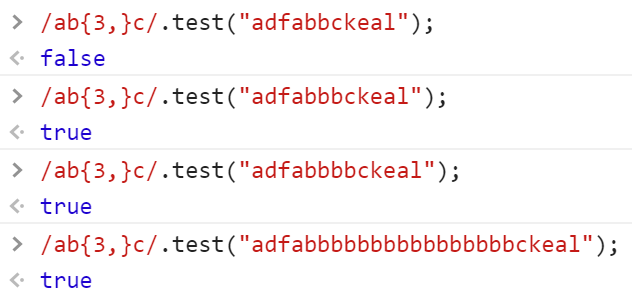 /ab{3,}c/.test("adfabbckeal");
false
/ab{3,}c/.test("adfabbbckeal");
true
/ab{3,}c/.test("adfabbbbckeal");
true
/ab{3,}c/.test("adfabbbbbbbbbbbbbbbbckeal");
true